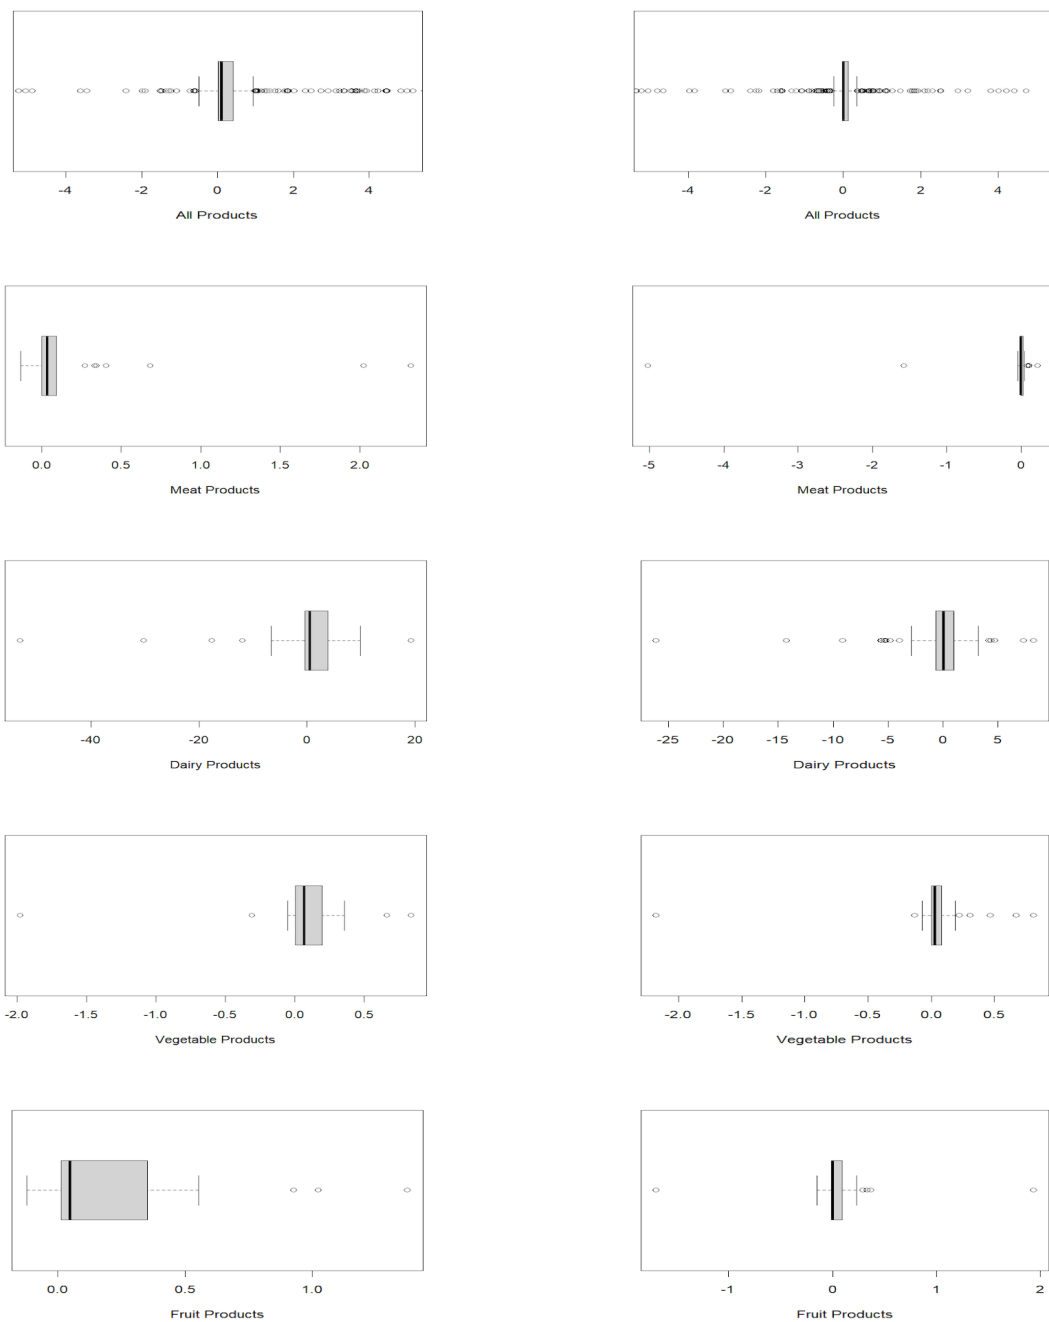 -4 -2 0 2 4
All Products
-4 -2 0 2 4
All Products
0.0 0.5 1.0 1.5 2.0
Meat Products
-5 -4 -3 -2 -1 0
Meat Products
-40 -20 0 20
Dairy Products
-25 -20 -15 -10 -5 0 5
Dairy Products
-2.0 -1.5 -1.0 -0.5 0.0 0.5
Vegetable Products
-2.0 -1.5 -1.0 -0.5 0.0 0.5
Vegetable Products
0.0 0.5 1.0
Fruit Products
-1 0 1 2
Fruit Products